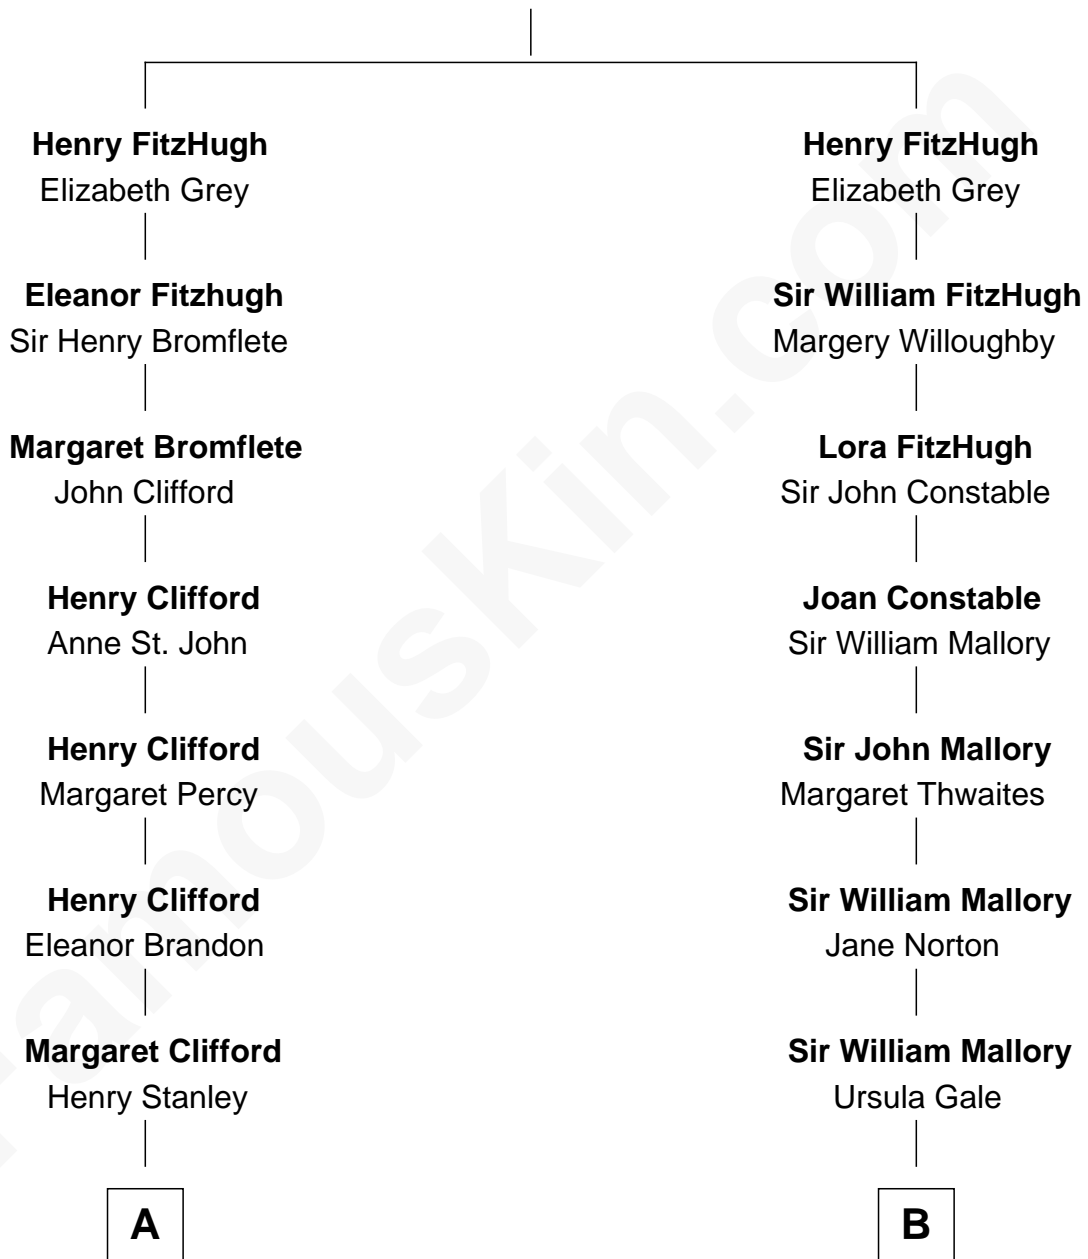 Henry FitzHugh
Elizabeth Grey
Eleanor Fitzhugh
Sir Henry Bromflete
Margaret Bromflete
John Clifford
Henry Clifford
Anne St. John
Henry Clifford
Margaret Percy
Henry Clifford
Eleanor Brandon
Margaret Clifford
Henry Stanley
A
Henry FitzHugh
Elizabeth Grey
Sir William FitzHugh
Margery Willoughby
Lora FitzHugh
Sir John Constable
Joan Constable
Sir William Mallory
Sir John Mallory
Margaret Thwaites
Sir William Mallory
Jane Norton
Sir William Mallory
Ursula Gale
B
FamousKin.com